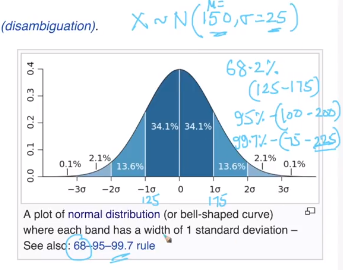 (disambiguation).
μ=
X ~ N(150, σ=25)
68.2%
(125-175)
95% - (100-200)
99.7% - (75-225)
0.4
0.3
0.2
0.1
0.0
34.1% 34.1%
0.1% 2.1% 13.6% 13.6% 2.1% 0.1%
−3σ −2σ −1σ 0 1σ 2σ 3σ
125 175
A plot of normal distribution (or bell-shaped curve)
where each band has a width of 1 standard deviation –
See also: 68–95–99.7 rule